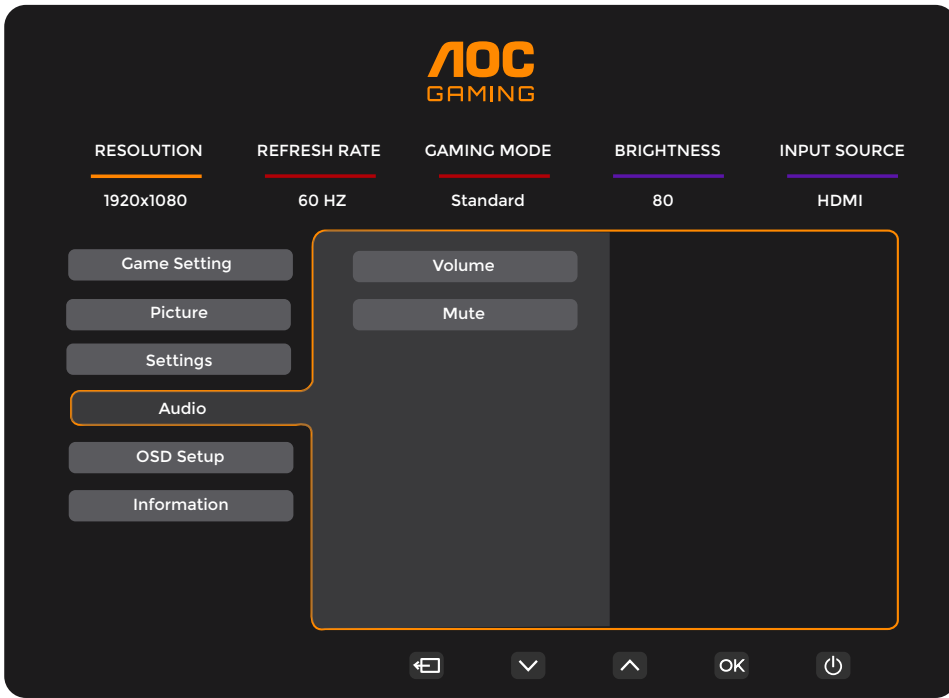 AOC
GAMING
RESOLUTION REFRESH RATE GAMING MODE BRIGHTNESS INPUT SOURCE
1920x1080 60 HZ Standard 80 HDMI
Game Setting
Picture
Settings
Audio
OSD Setup
Information
Volume
Mute
OK